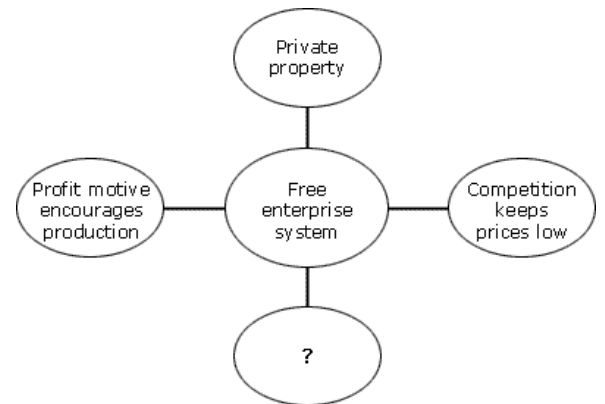 Private
property
Profit motive
encourages
production
Free
enterprise
system
Competition
keeps
prices low
?